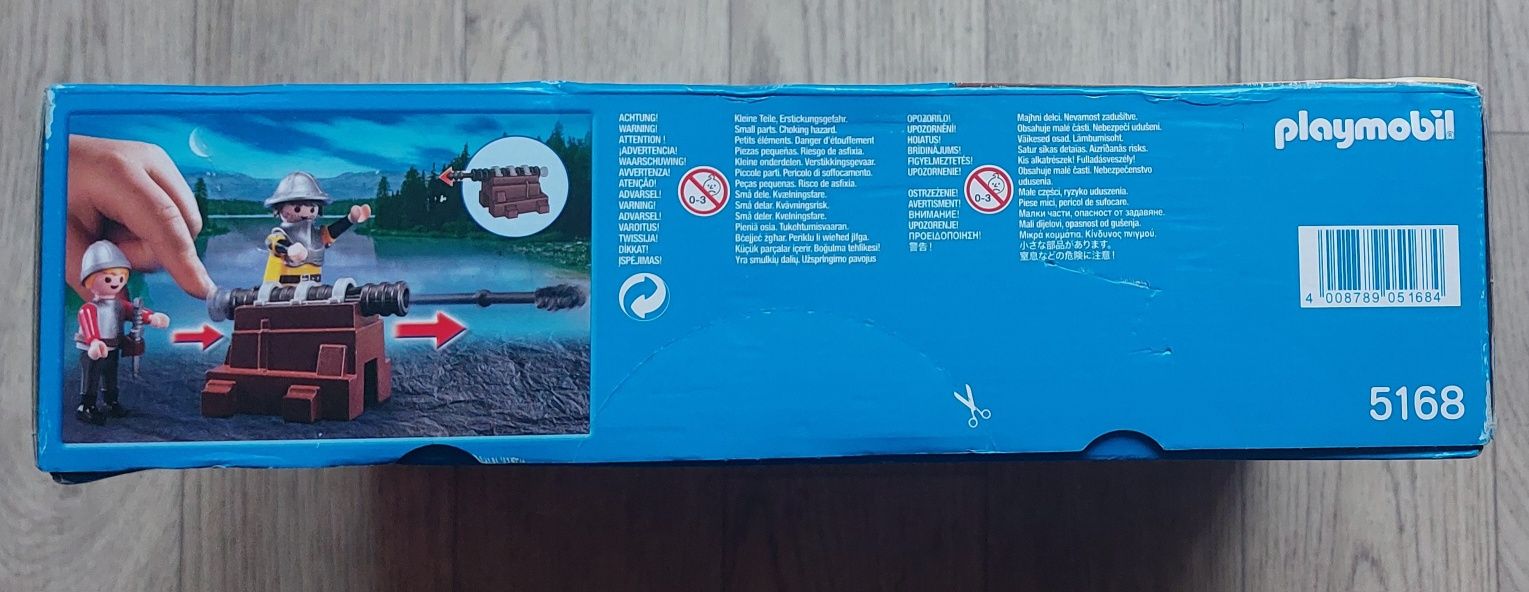 ACHTUNG! Kleine Teile, Erstickungsgefahr.
WARNING! Small parts. Choking hazard.
ATTENTION ! Petits éléments. Danger d'étouffement
¡ADVERTENCIA! Piezas pequeñas. Riesgo de asfixia.
WAARSCHUWING! Kleine onderdelen. Verstikkingsgevaar.
AVVERTENZA! Piccole parti. Pericolo di soffocamento.
ATENÇÃO! Peças pequenas. Risco de asfixia.
ADVARSEL! Små dele. Kvælningsfare.
VARNING! Små delar. Kvävningsrisk.
ADVARSEL! Små deler. Kvelningsfare.
VAROITUS! Pieniä osia. Tukehtumisvaaran.
TWISSIJA! Bċejjeċ żgħar. Periklu li wieħed jifga.
DİKKAT! Küçük parçalar içerir. Boğulma tehlikesi!
ĮSPĖJIMAS! Yra smulkių dalių. Užspringimo pavojus
0-3
OPOZORILO! Majhni delci. Nevarnost zadušitve.
UPOZORNĚNÍ! Obsahuje malé části. Nebezpečí udušení.
HOIATUS! Väikesed osad. Lämbumisoht.
BRĪDINĀJUMS! Satur sīkas detaļas. Aizrīšanās risks.
FIGYELMEZTETÉS! Kis alkatrészek! Fulladásveszély!
UPOZORNENIE! Obsahuje malé časti. Nebezpečenstvo
udusenia.
OSTRZEŻENIE! Małe części, ryzyko uduszenia.
AVERTISMENT! Piese mici, pericol de sufocare.
ВНИМАНИЕ! Малки части, опасност от задавяне.
UPOZORENJE! Mali dijelovi, opasnost od gušenja.
ΠΡΟΕΙΔΟΠΟΙΗΣΗ! Μικρά κομμάτια. Κίνδυνος πνιγμού.
警告! 小さな部品があります。
窒息などの危険に注意!
0-3
playmobil®
4 008789 051684
5168